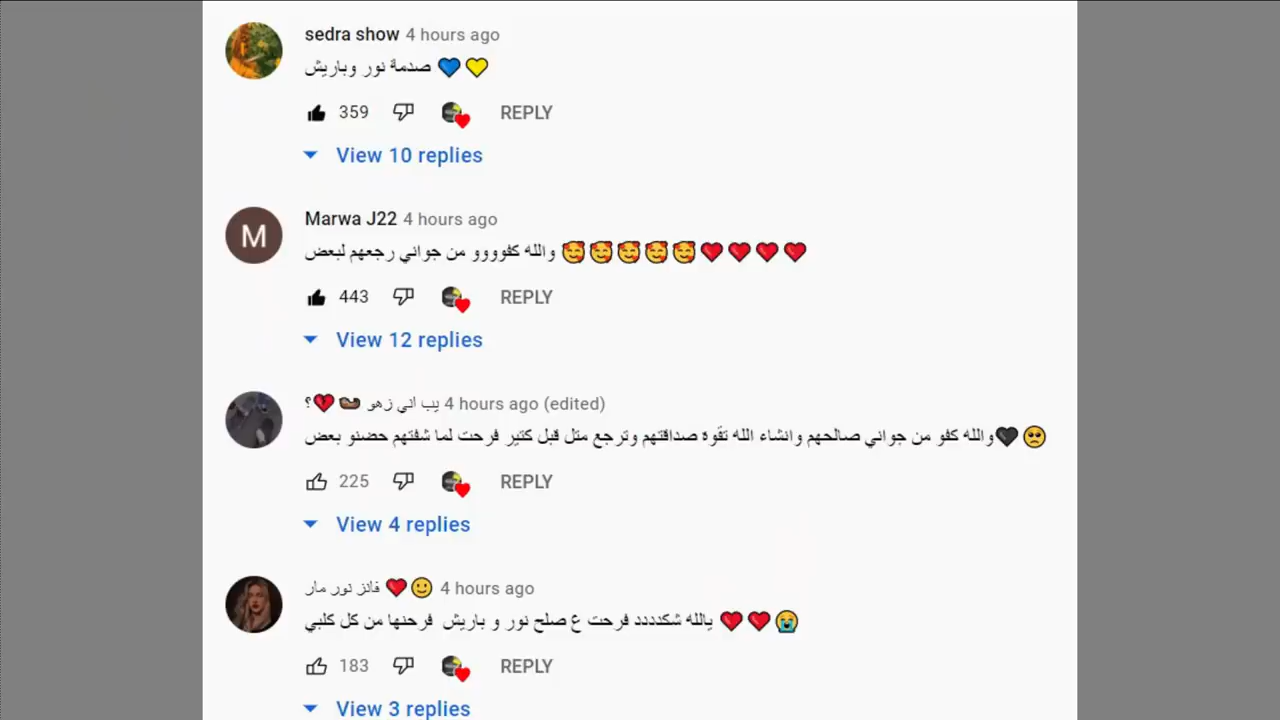 sedra show 4 hours ago
صدمة نور وباريش 💙💛
359 REPLY
View 10 replies
M
Marwa J22 4 hours ago
والله كفوووو من جواني رجعهم لبعض 🥰🥰🥰🥰🥰❤️❤️❤️❤️
443 REPLY
View 12 replies
يب اني زهو 4 hours ago (edited)
والله كفو من جواني صالحهم وانشاء الله تقوة صداقتهم وترجع متل قبل كتير فرحت لما شفتهم حضنو بعض🖤🥺
225 REPLY
View 4 replies
فانز نور مار ❤️🙂 4 hours ago
يالله شكدددد فرحت ع صلح نور و باريش فرحنها من كل كلبي ❤️❤️😭
183 REPLY
View 3 replies